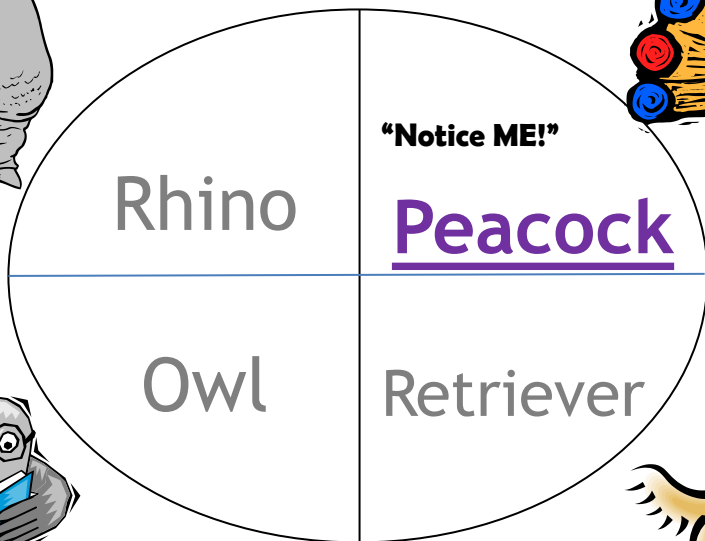 “Notice ME!”
Rhino
Peacock
Owl
Retriever